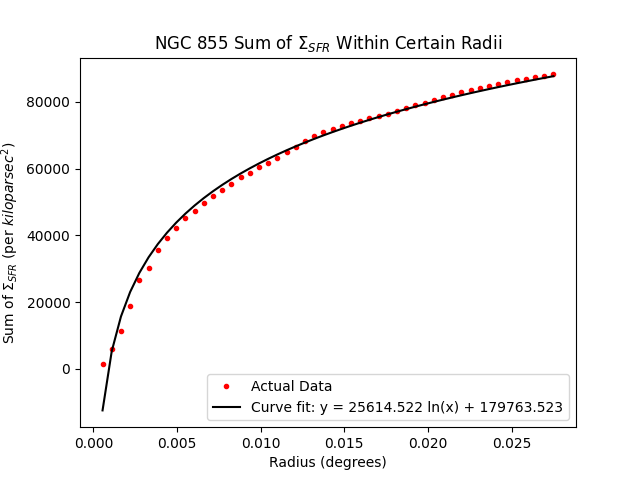 NGC 855 Sum of Σ_SFR Within Certain Radii
Sum of Σ_SFR (per kiloparsec²)
80000
60000
40000
20000
0
Actual Data
Curve fit: y = 25614.522 ln(x) + 179763.523
0.000 0.005 0.010 0.015 0.020 0.025
Radius (degrees)